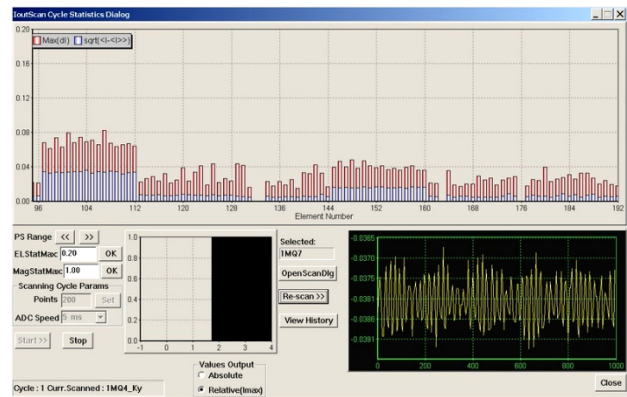 IoutScan Cycle Statistics Dialog
0.20
Max(dI) sqrt(<I-<I>>)
0.16
0.12
0.08
0.04
0.00
96 104 112 120 128 136 144 152 160 168 176 184 192
Element Number
PS Range << >>
ELStatMax: 0.20 OK
MagStatMax: 1.00 OK
Scanning Cycle Params
Points 200 Set
ADC Speed 5 ms
Start >> Stop
1.0
0.8
0.6
0.4
0.2
0.0
-1 0 1 2 3 4
Selected:
1MQ7
OpenScanDlg
Re-scan >>
View History
-0.0365
-0.0370
-0.0375
-0.0381
-0.0381
0 200 400 600 800 1000
Values Output
Absolute
Relative(Imax)
Cycle : 1 Curr.Scanned : 1MQ4_Ky
Close